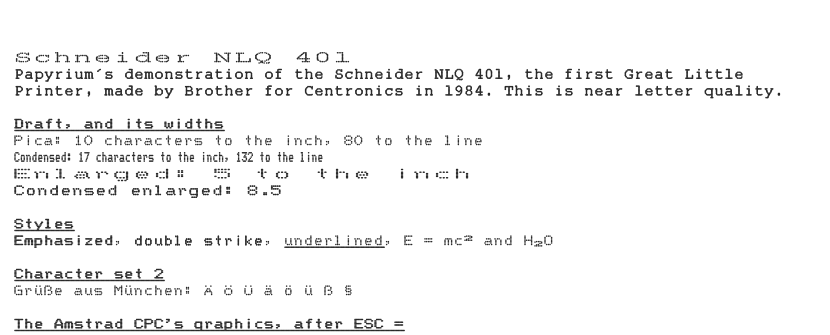 Schneider NLQ 401
Papyrium´s demonstration of the Schneider NLQ 401, the first Great Little
Printer, made by Brother for Centronics in 1984. This is near letter quality.
Draft, and its widths
Pica: 10 characters to the inch, 80 to the line
Condensed: 17 characters to the inch, 132 to the line
Enlarged: 5 to the inch
Condensed enlarged: 8.5
Styles
Emphasized, double strike, underlined, E = mc² and H₂O
Character set 2
Grüße aus München: Ä Ö Ü ä ö ü ß §
The Amstrad CPC's graphics, after ESC =